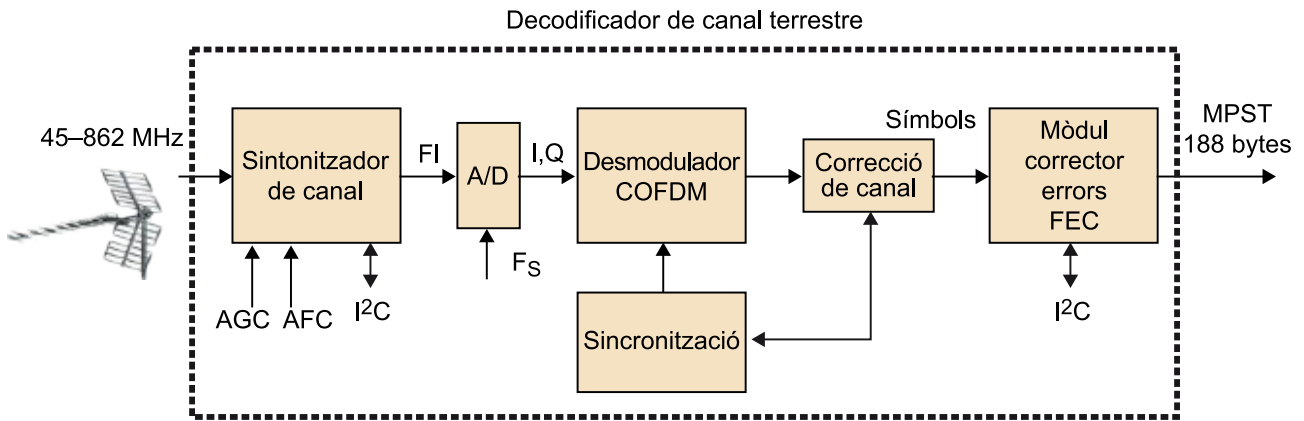 Decodificador de canal terrestre
45–862 MHz
Sintonitzador
de canal
FI
A/D
I,Q
Desmodulador
COFDM
Correcció
de canal
Símbols
Mòdul
corrector
errors
FEC
MPST
188 bytes
AGC
AFC
I²C
F_S
Sincronització
I²C